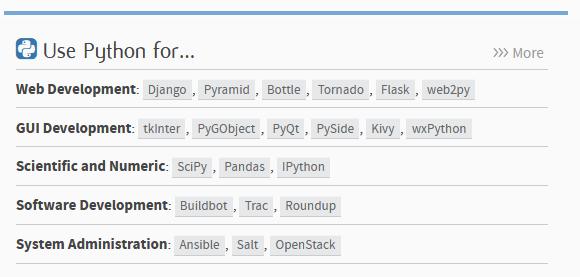 Use Python for...
>>> More
Web Development: Django, Pyramid, Bottle, Tornado, Flask, web2py
GUI Development: tkInter, PyGObject, PyQt, PySide, Kivy, wxPython
Scientific and Numeric: SciPy, Pandas, IPython
Software Development: Buildbot, Trac, Roundup
System Administration: Ansible, Salt, OpenStack